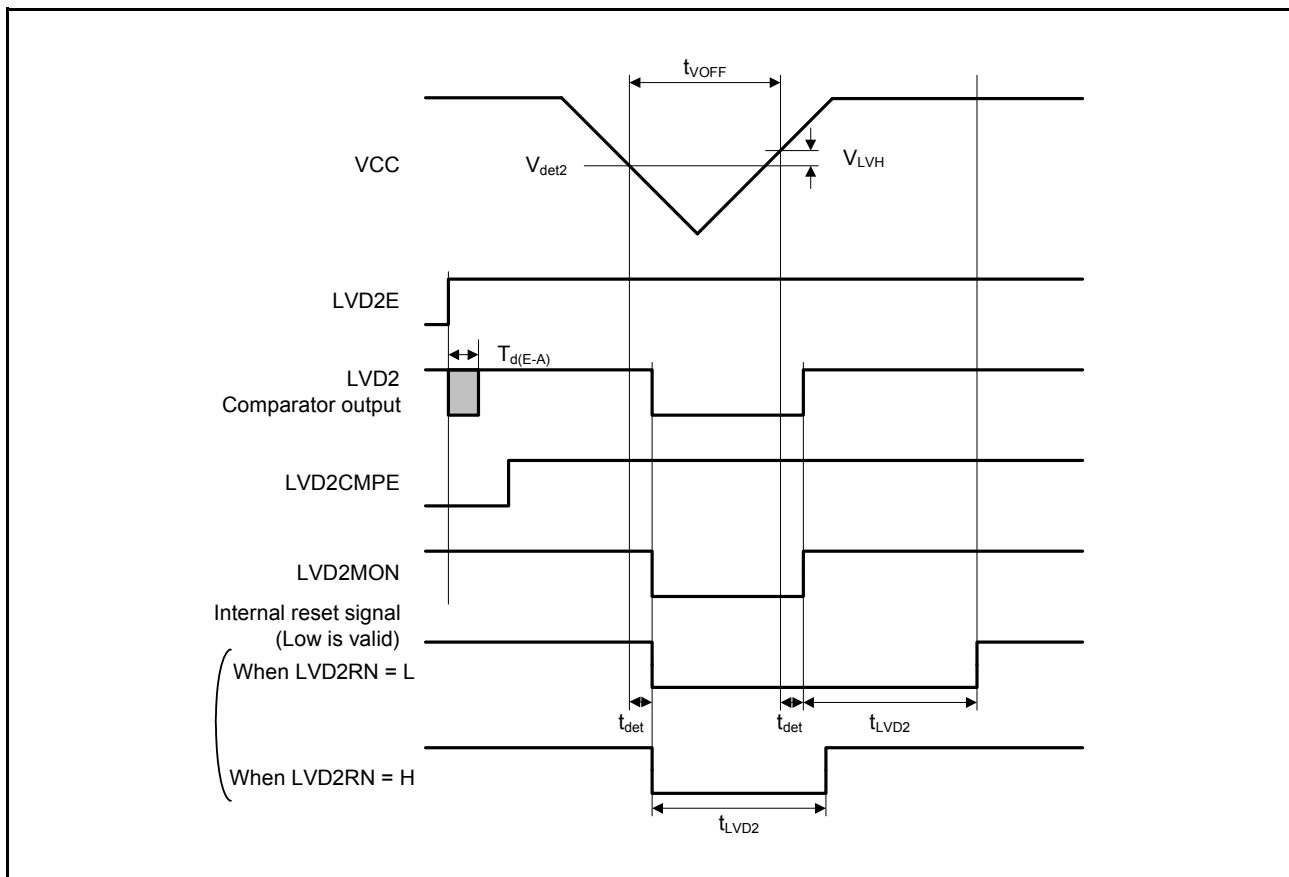 tVOFF
VCC
Vdet2
VLVH
LVD2E
Td(E-A)
LVD2
Comparator output
LVD2CMPE
LVD2MON
Internal reset signal
(Low is valid)
When LVD2RN = L
tdet
tdet
tLVD2
When LVD2RN = H
tLVD2